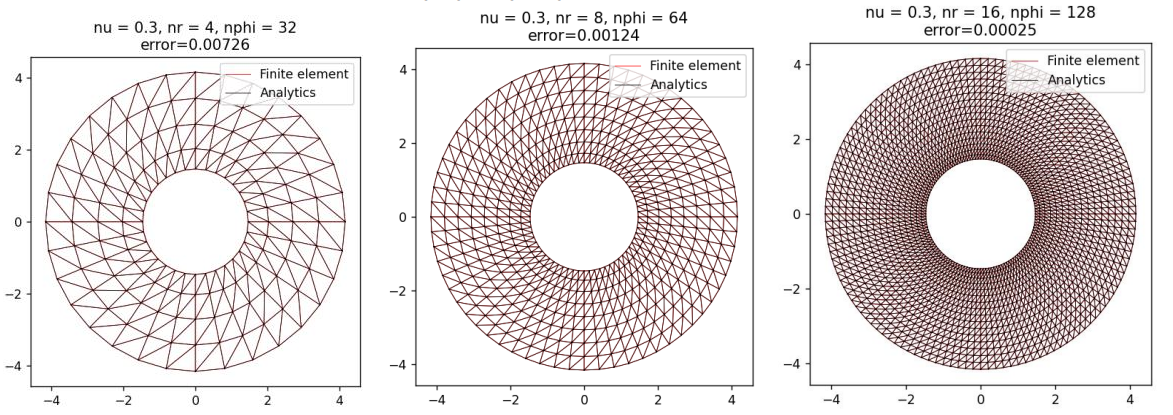 nu = 0.3, nr = 4, nphi = 32
error=0.00726
Finite element
Analytics
4
2
0
−2
−4
−4 −2 0 2 4
nu = 0.3, nr = 8, nphi = 64
error=0.00124
Finite element
Analytics
4
2
0
−2
−4
−4 −2 0 2 4
nu = 0.3, nr = 16, nphi = 128
error=0.00025
Finite element
Analytics
4
2
0
−2
−4
−4 −2 0 2 4